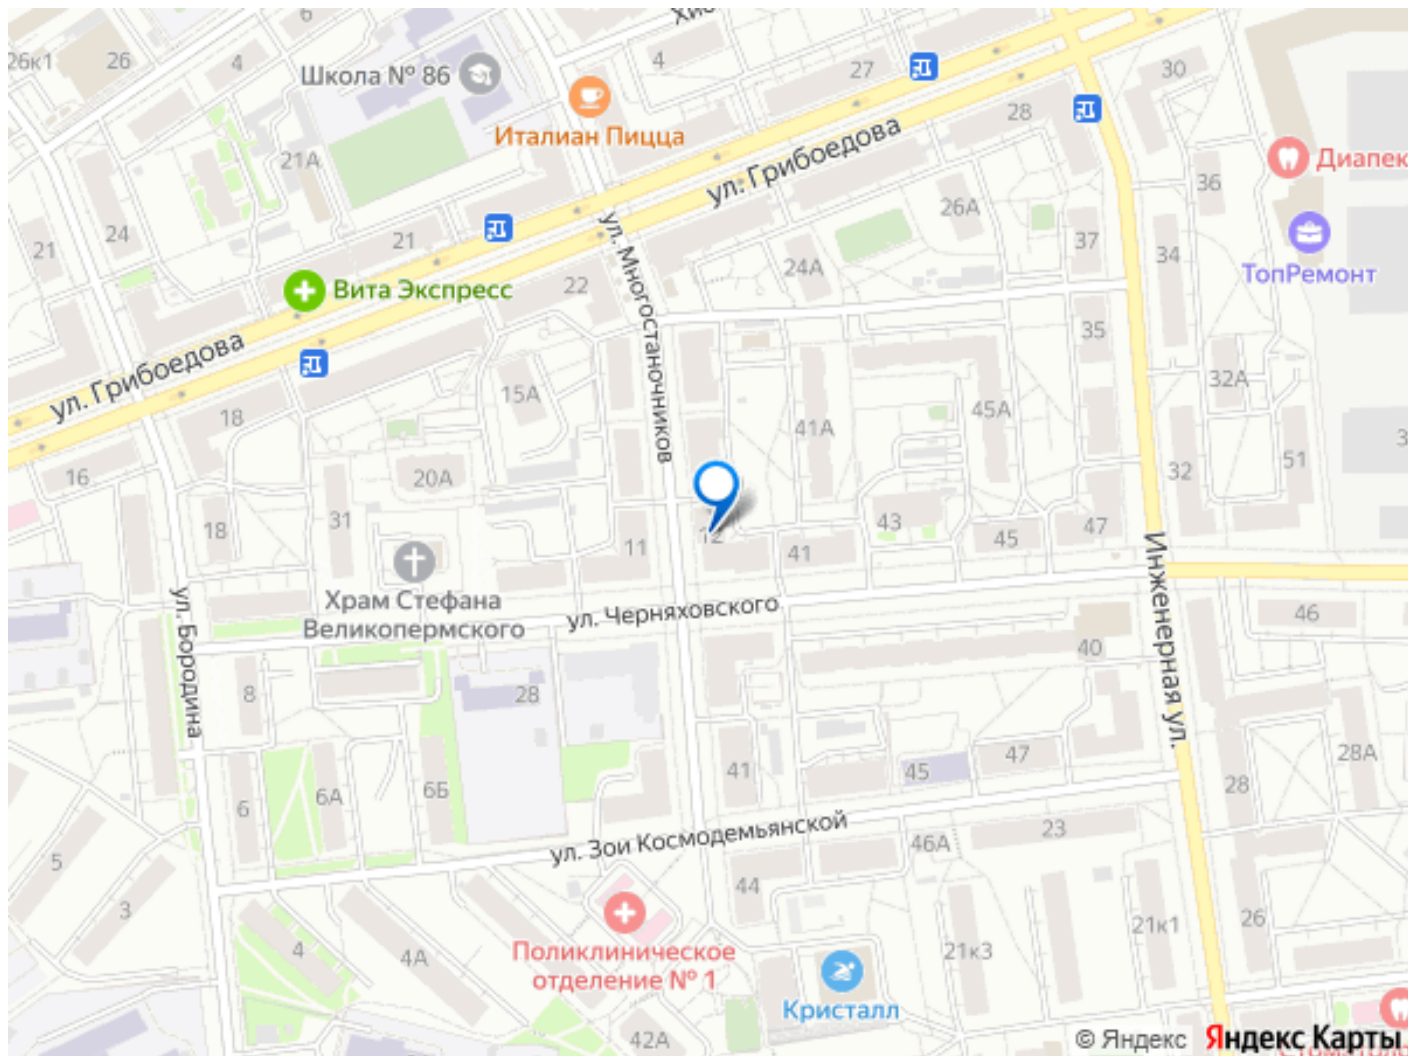 6
26к1
26
4
Школа № 86
4
27
30
28
Италиан Пицца
21А
ул. Грибоедова
Диапек
36
26А
24
21
21
37
34
ТопРемонт
24А
22
Вита Экспресс
ул. Многостаночников
35
ул. Грибоедова
32А
15А
45А
18
41А
51
32
16
20А
31
18
43
47
45
12
41
11
Инженерная ул.
Храм Стефана
Великопермского
ул. Черняховского
46
ул. Бородина
40
8
28
28А
47
45
41
28
6А
6Б
6
ул. Зои Космодемьянской
23
46А
5
44
3
26
21к1
21к3
4
4А
Поликлиническое
отделение № 1
Кристалл
42А
© Яндекс Яндекс Карты